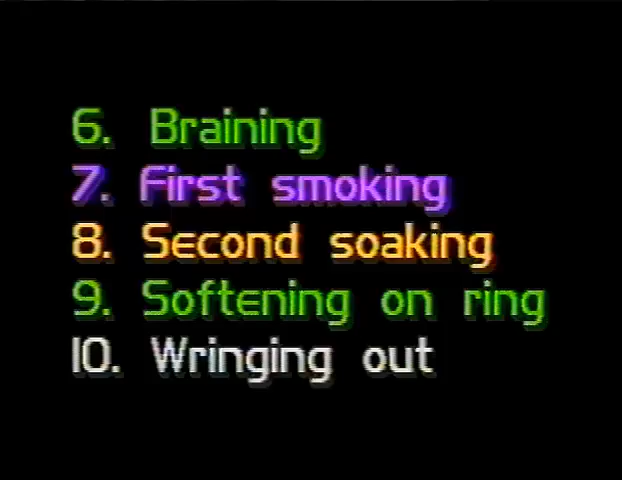 6. Braining
7. First smoking
8. Second soaking
9. Softening on ring
10. Wringing out